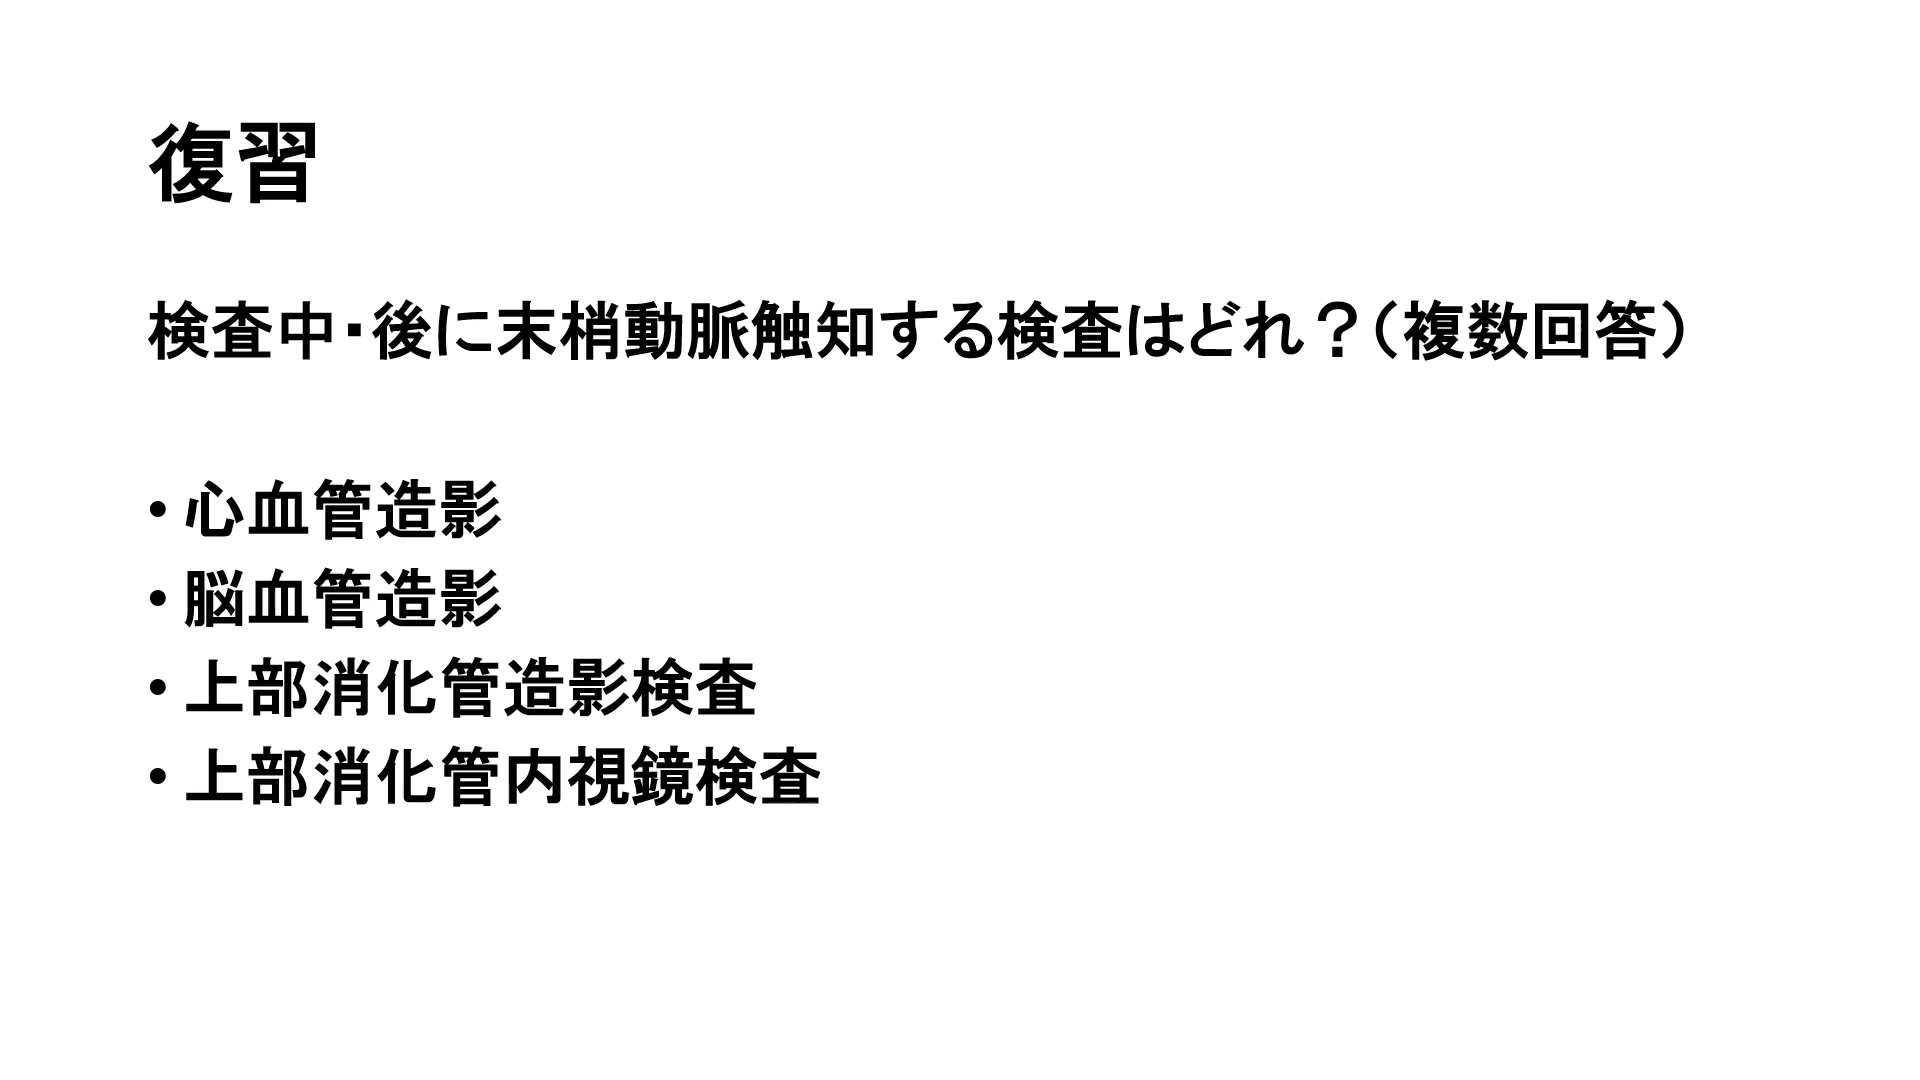 復習
検査中・後に末梢動脈触知する検査はどれ？（複数回答）
• 心血管造影
• 脳血管造影
• 上部消化管造影検査
• 上部消化管内視鏡検査